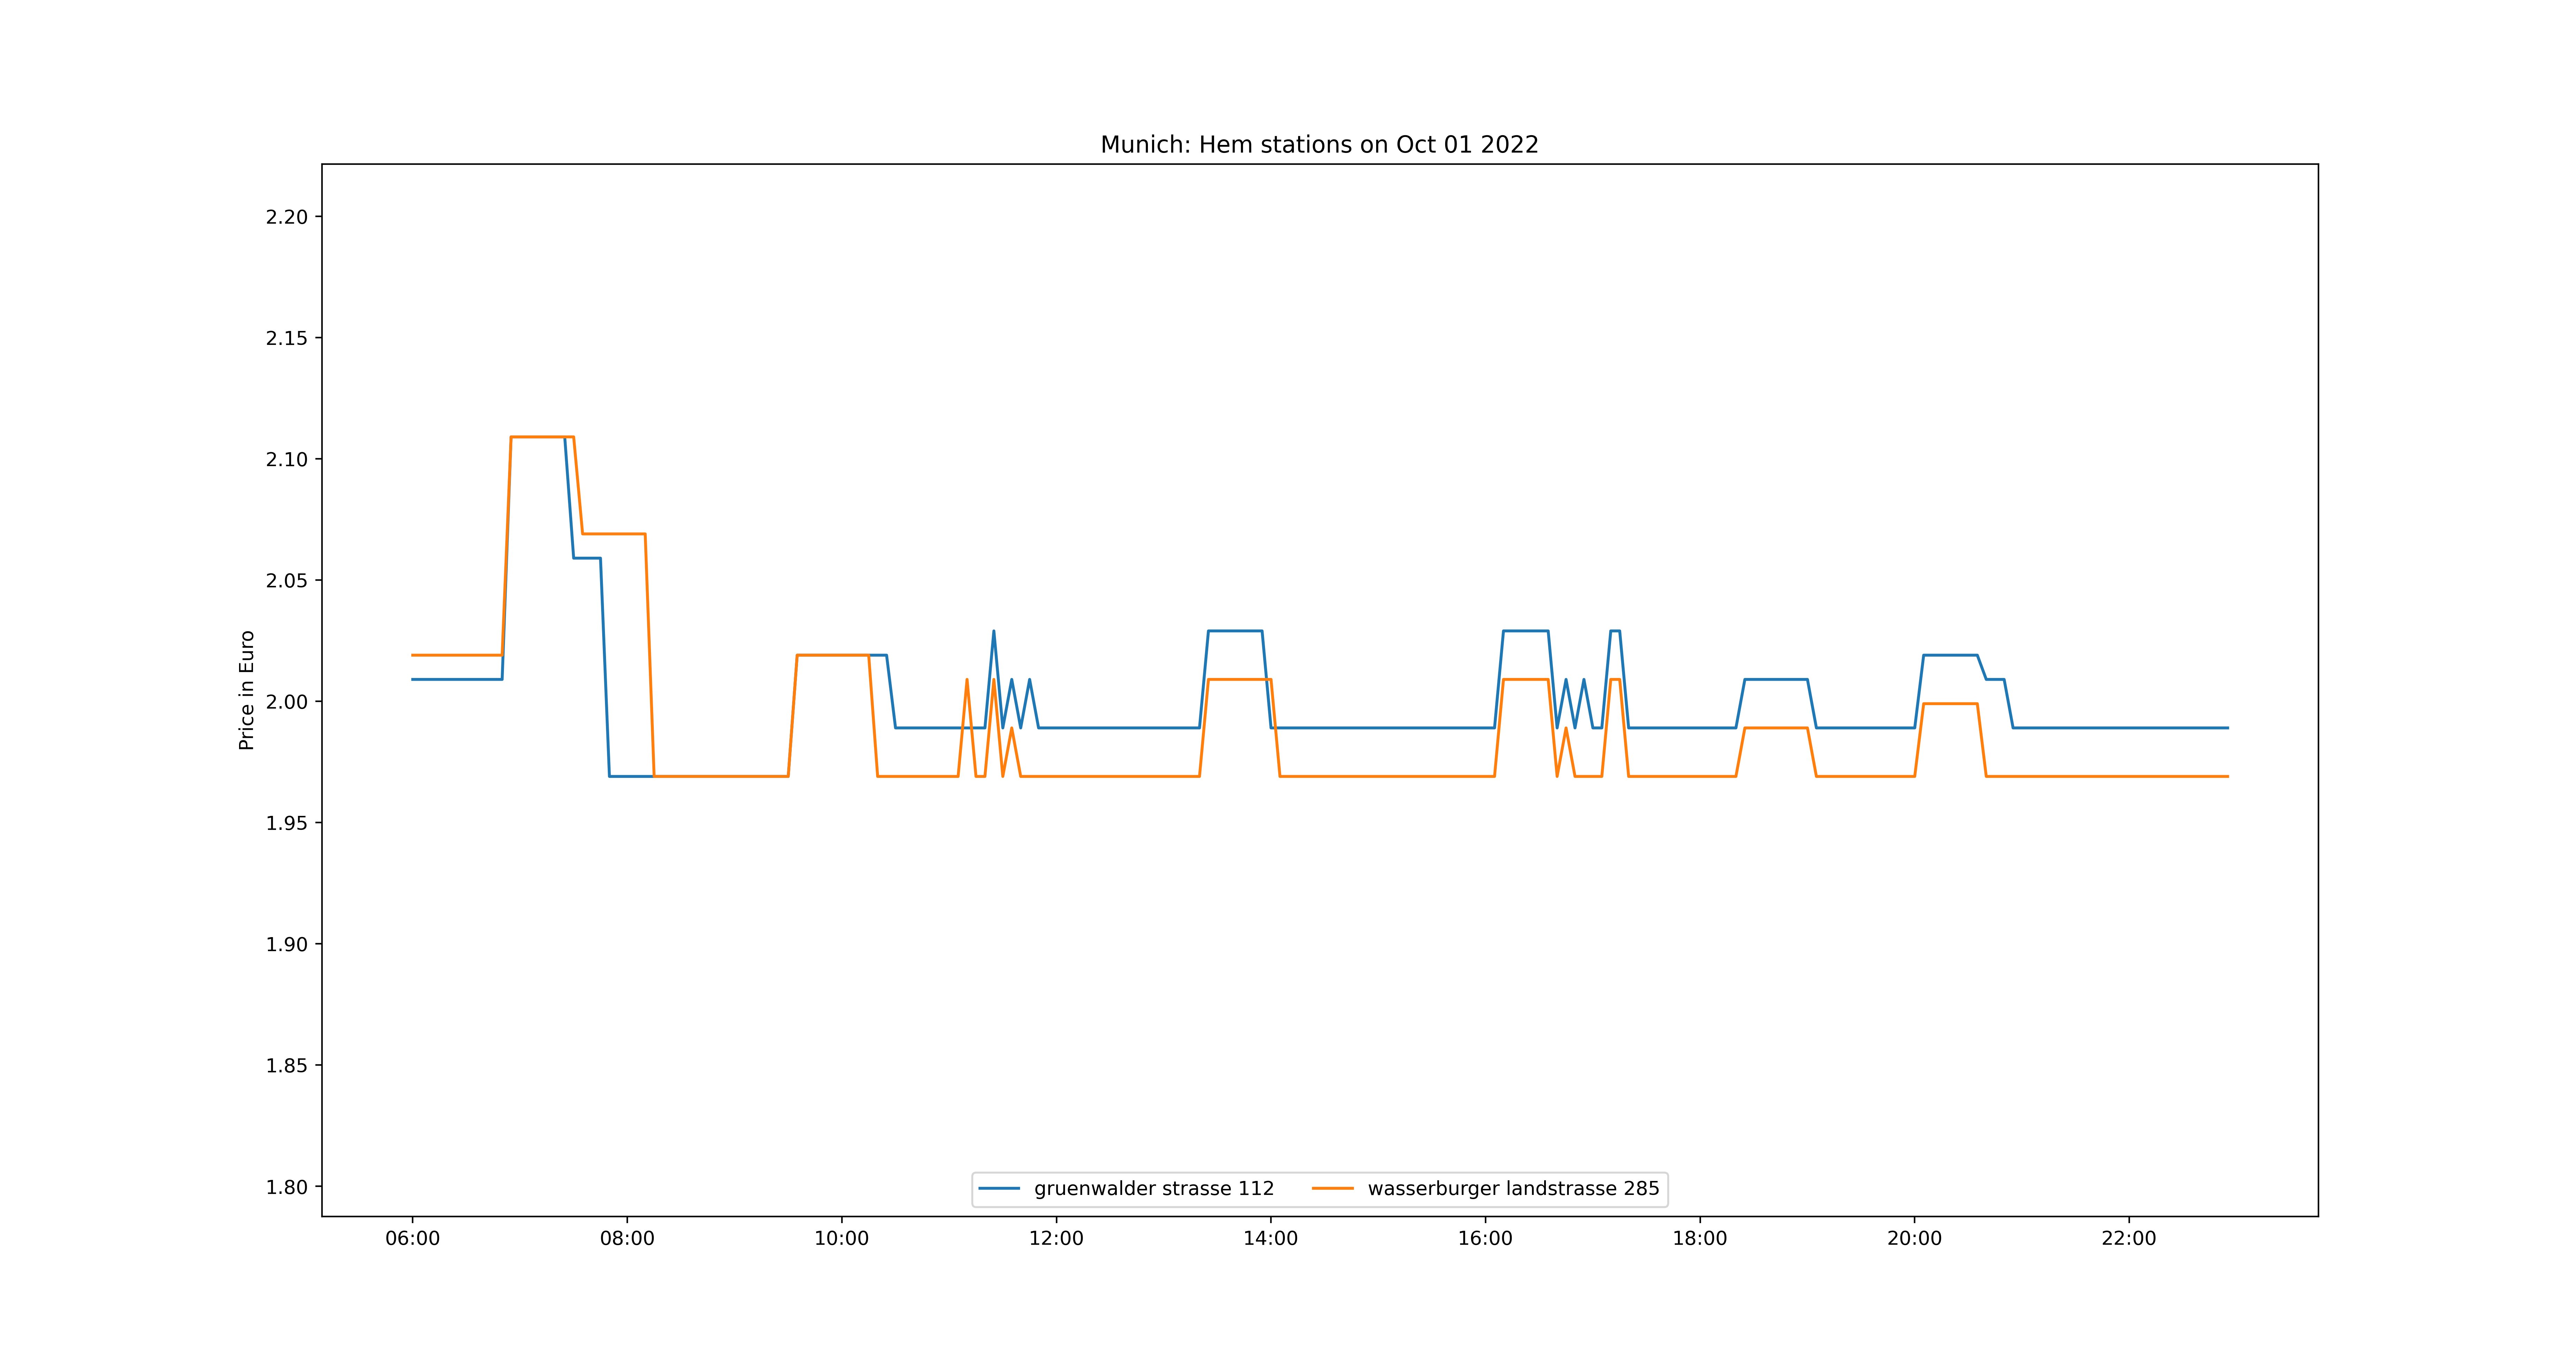 Munich: Hem stations on Oct 01 2022
Price in Euro
2.20
2.15
2.10
2.05
2.00
1.95
1.90
1.85
1.80
gruenwalder strasse 112 wasserburger landstrasse 285
06:00 08:00 10:00 12:00 14:00 16:00 18:00 20:00 22:00